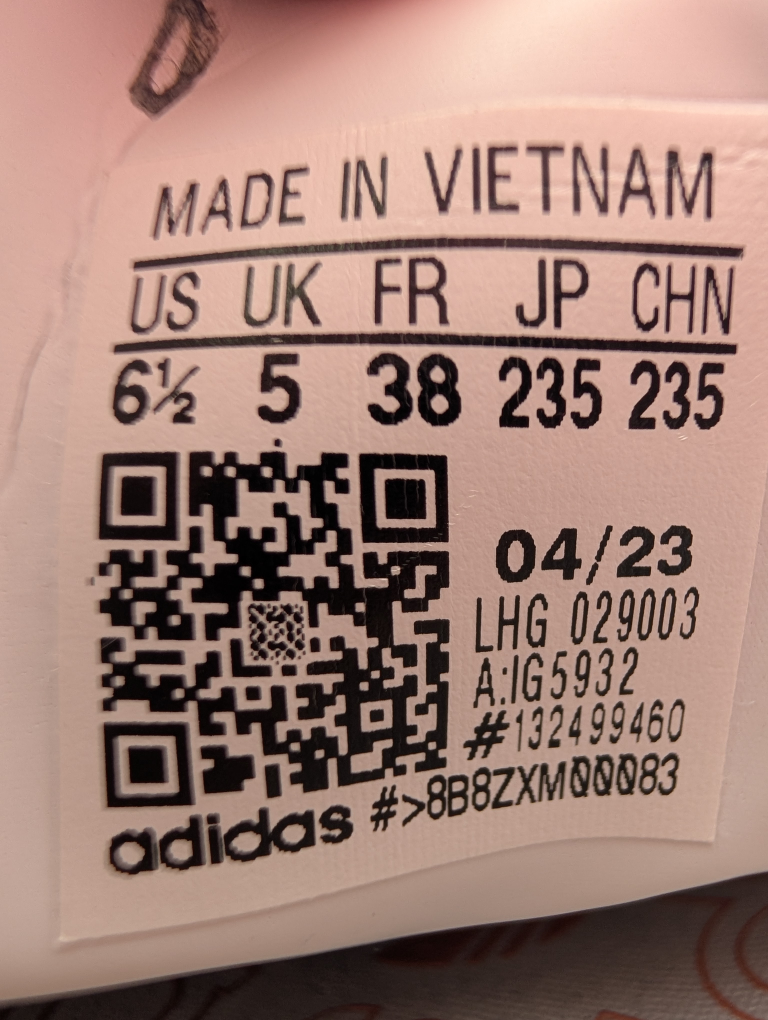 MADE IN VIETNAM
US UK FR JP CHN
6½ 5 38 235 235
04/23
LHG 029003
A:IG5932
#132499460
adidas #>8B8ZXM00083